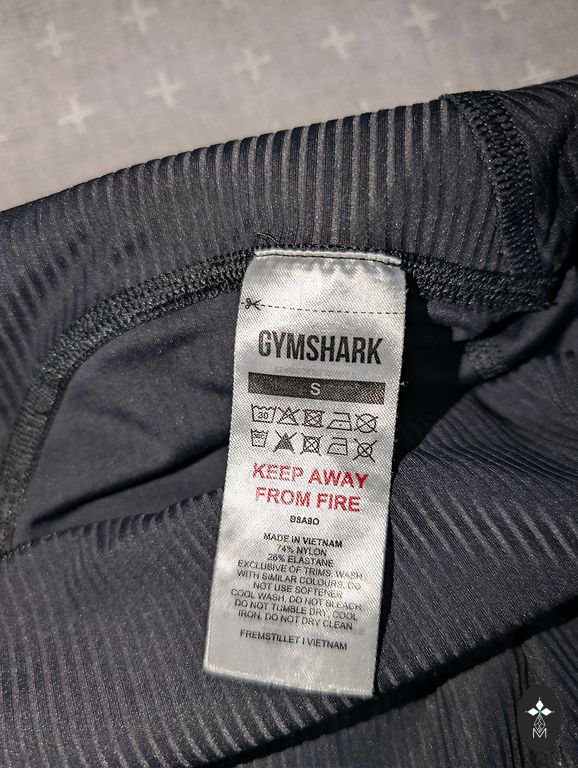 GYMSHARK
S
30
KEEP AWAY
FROM FIRE
MADE IN VIETNAM
74% NYLON
26% ELASTANE
EXCLUSIVE OF TRIMS. WASH
WITH SIMILAR COLOURS. DO
NOT USE SOFTENER
COOL WASH, DO NOT BLEACH,
DO NOT TUMBLE DRY, COOL
IRON, DO NOT DRY CLEAN
FREMSTILLET I VIETNAM
M